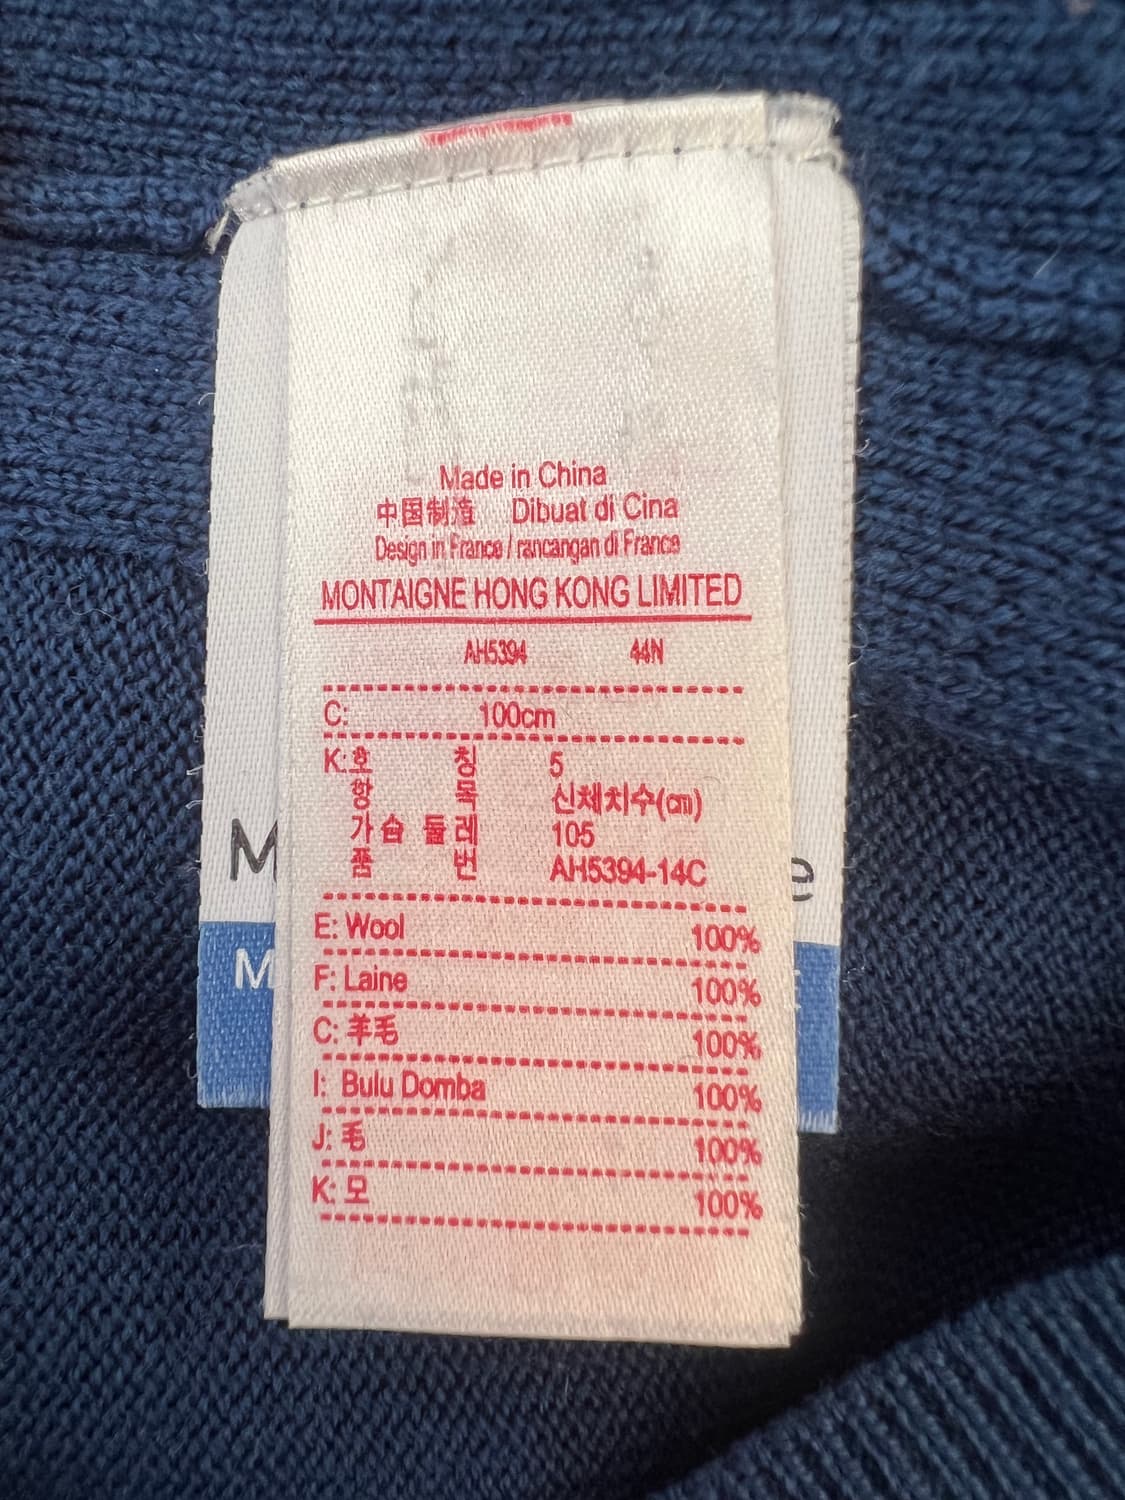 Made in China
中国制造 Dibuat di Cina
Design in France / rancangan di France
MONTAIGNE HONG KONG LIMITED
AH5394 44N
C: 100cm
K:호 칭 5
항 목 신체치수(cm)
가슴 둘레 105
품 번 AH5394-14C
E: Wool 100%
F: Laine 100%
C: 羊毛 100%
I: Bulu Domba 100%
J: 毛 100%
K: 모 100%